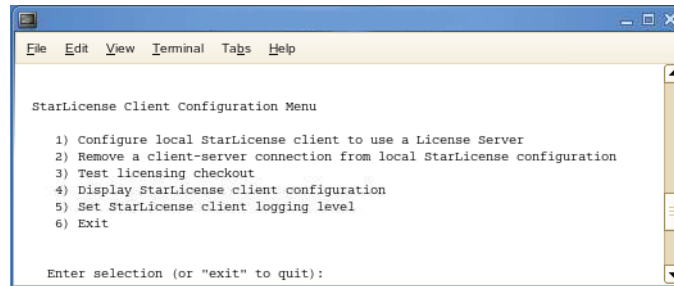 File Edit View Terminal Tabs Help
StarLicense Client Configuration Menu
1) Configure local StarLicense client to use a License Server
2) Remove a client-server connection from local StarLicense configuration
3) Test licensing checkout
4) Display StarLicense client configuration
5) Set StarLicense client logging level
6) Exit
Enter selection (or "exit" to quit):